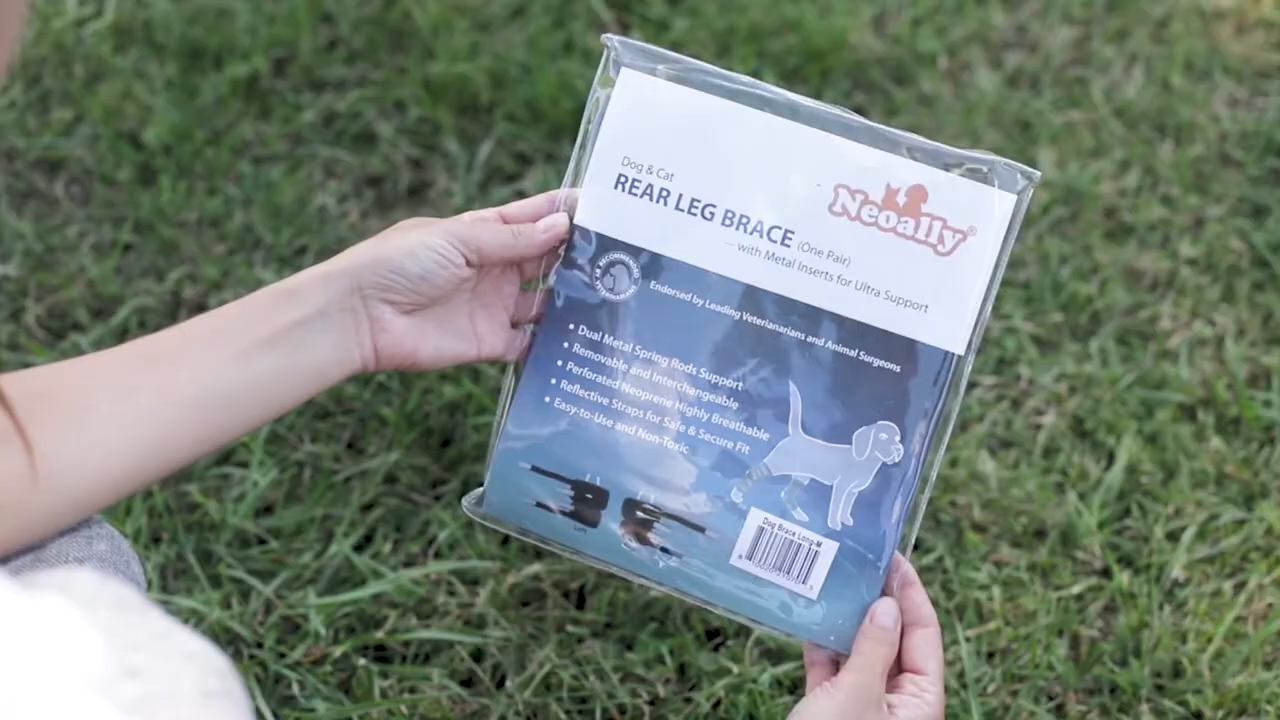 Dog & Cat
REAR LEG BRACE (One Pair)
— with Metal Inserts for Ultra Support
Neoally®
RECOMMENDED
VETERINARIANS
Endorsed by Leading Veterianarians and Animal Surgeons
• Dual Metal Spring Rods Support
• Removable and Interchangeable
• Perforated Neoprene Highly Breathable
• Reflective Straps for Safe & Secure Fit
• Easy-to-Use and Non-Toxic
Dog Brace Long-M